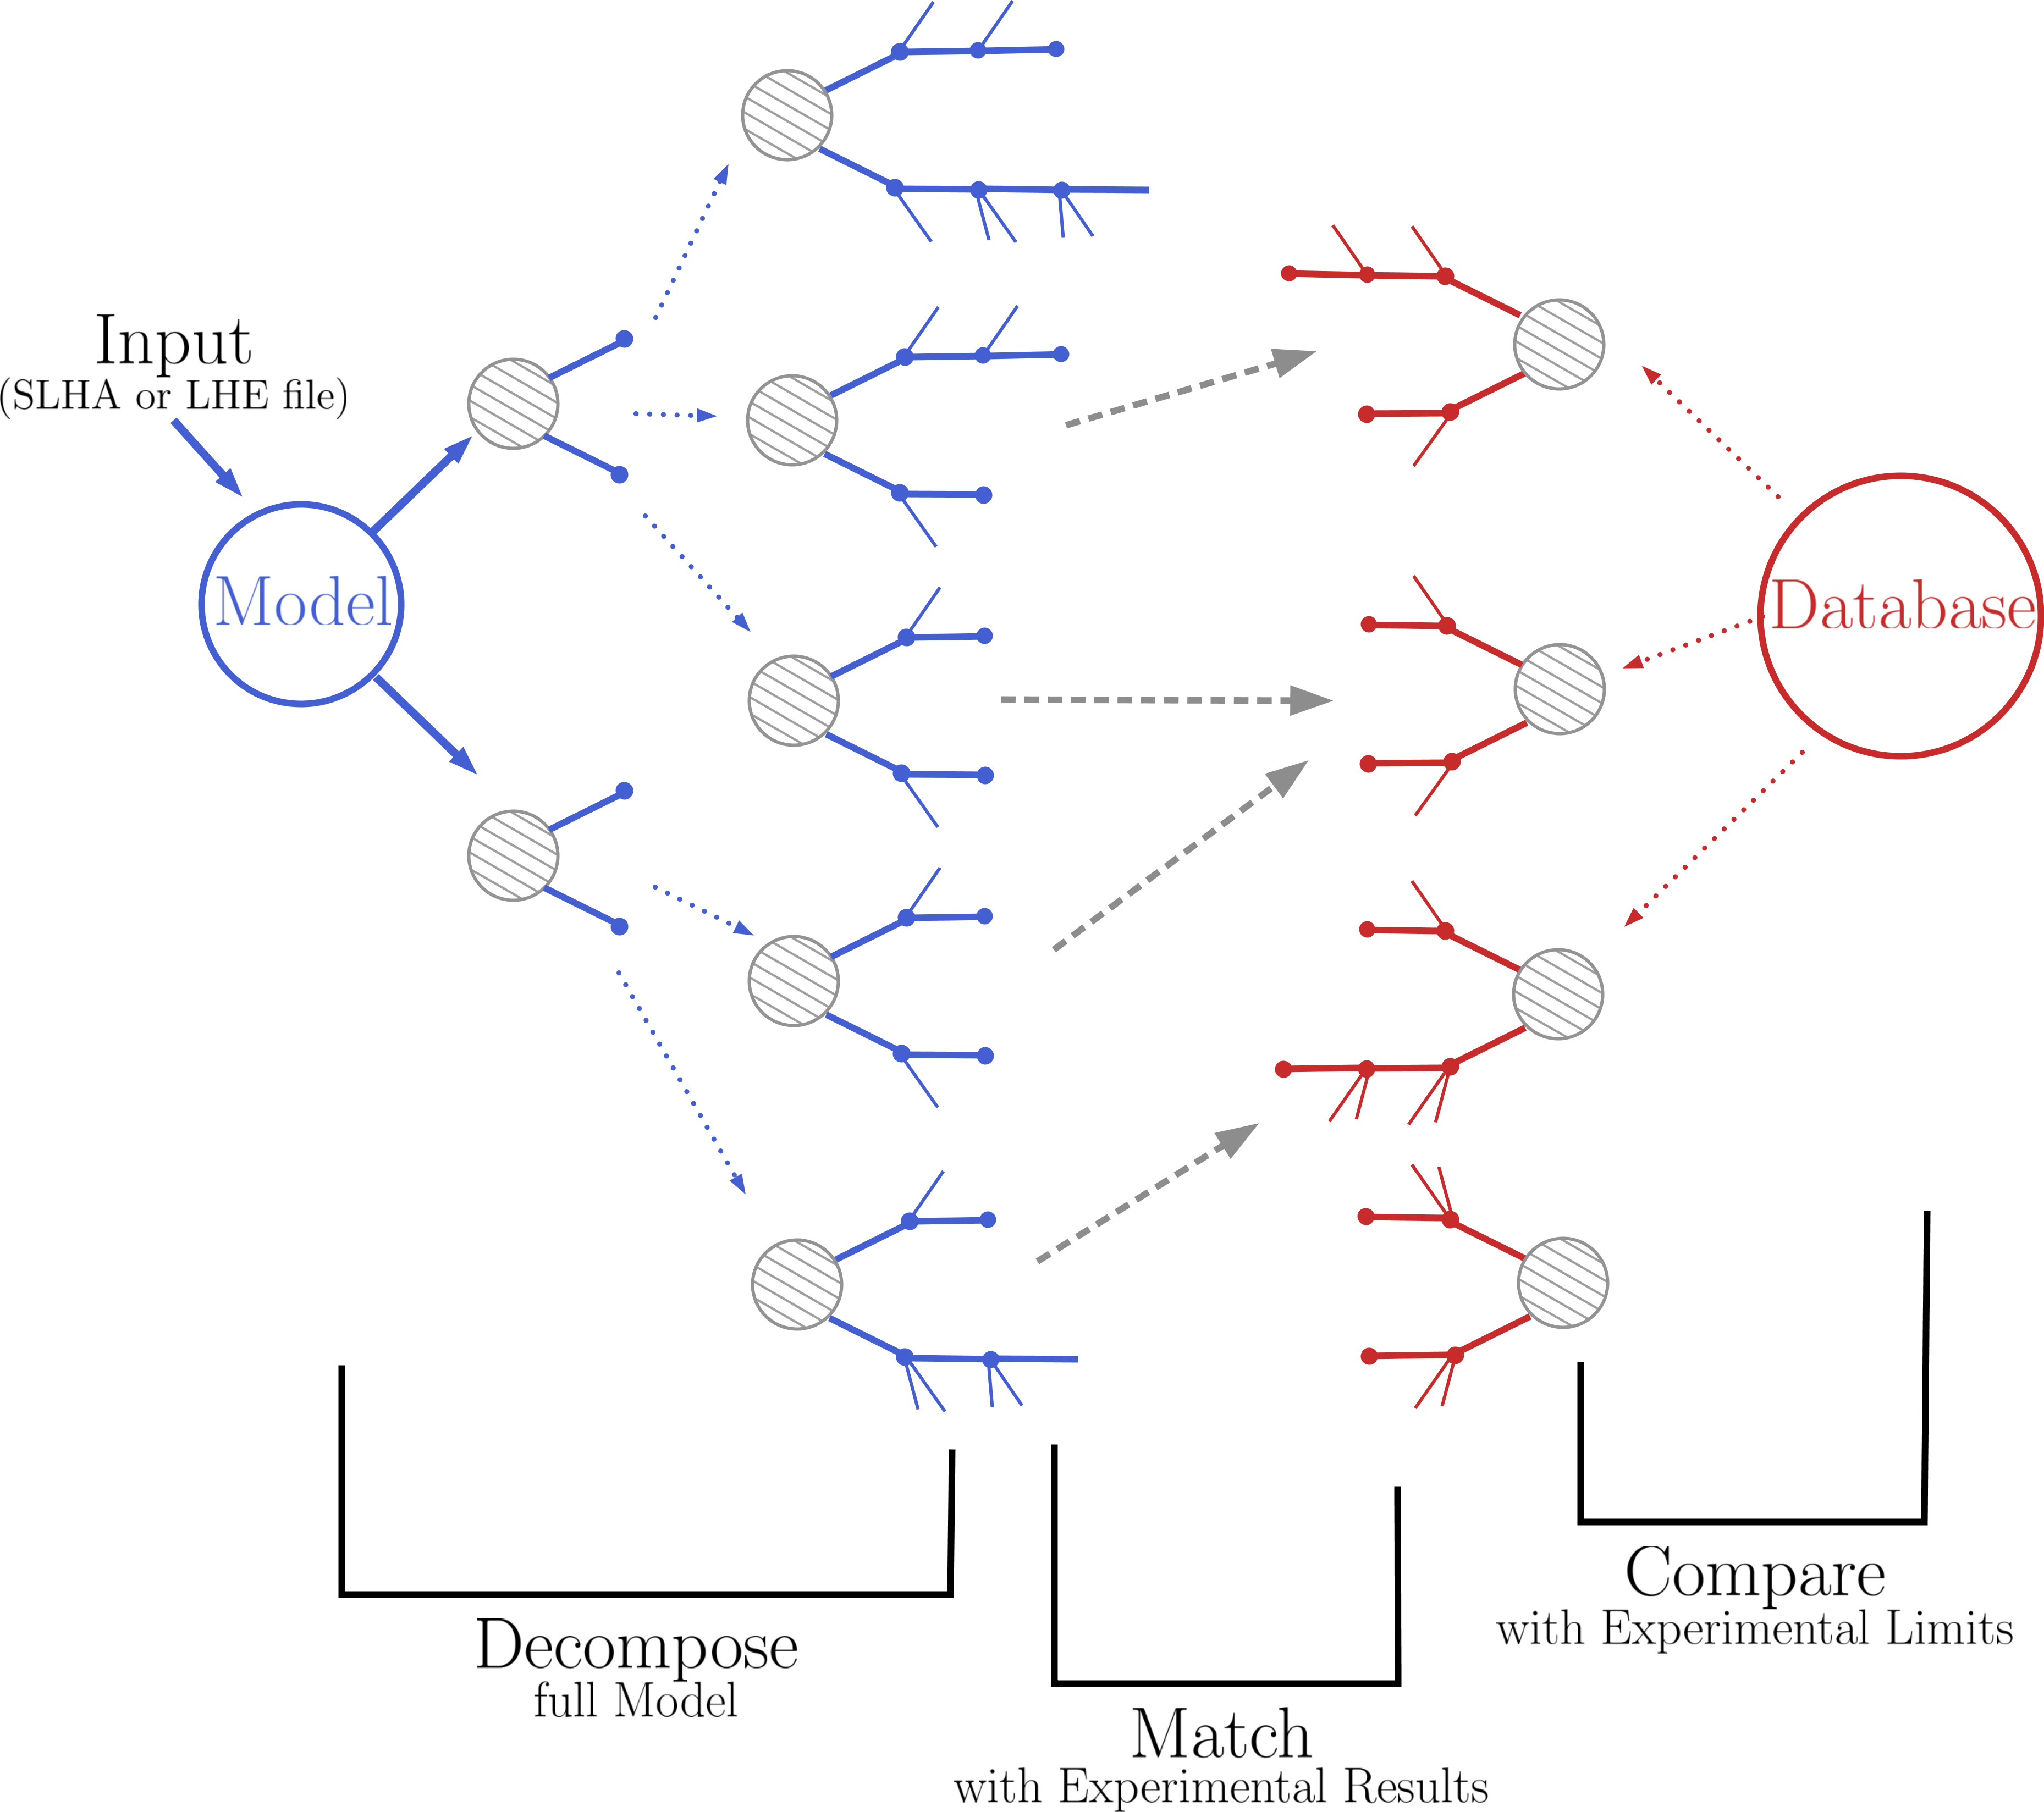 Input
(SLHA or LHE file)
Model
Database
Decompose
full Model
Match
with Experimental Results
Compare
with Experimental Limits